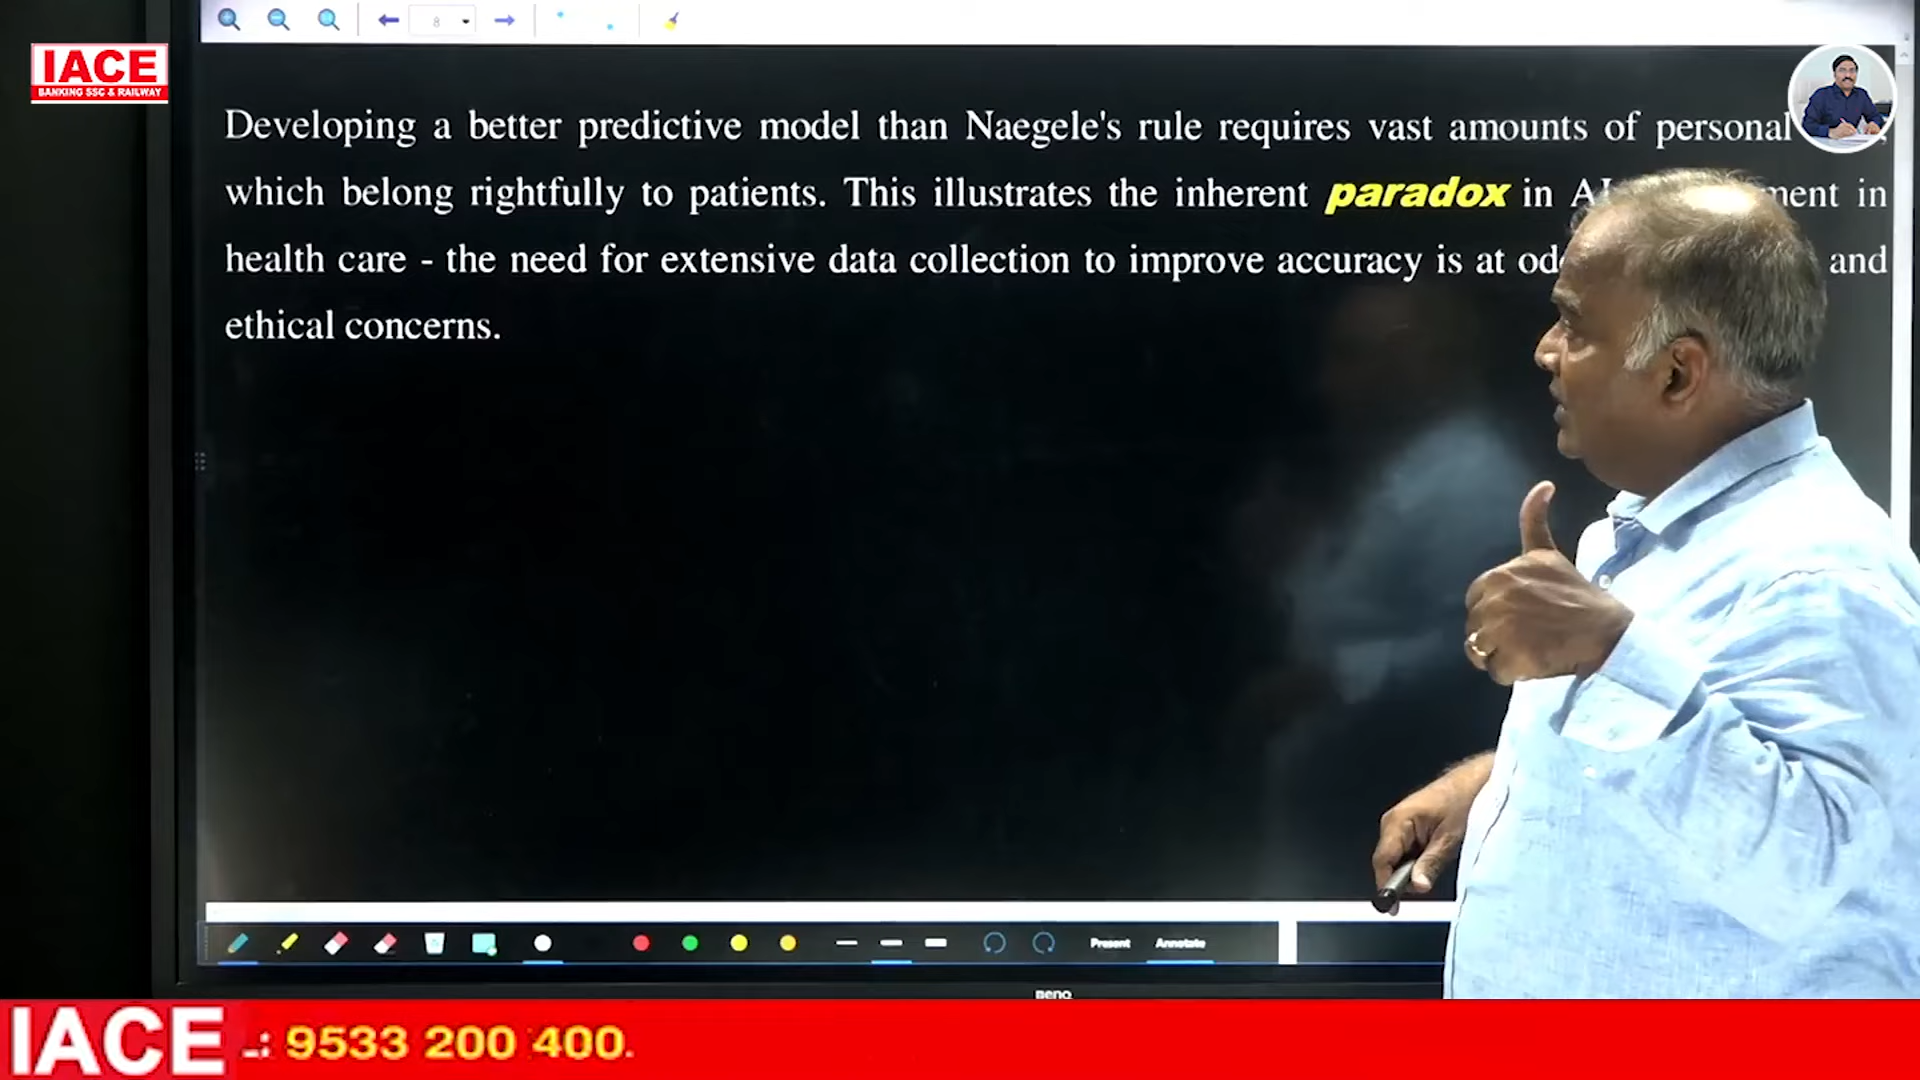 8
IACE
BANKING SSC & RAILWAY
Developing a better predictive model than Naegele's rule requires vast amounts of personal
which belong rightfully to patients. This illustrates the inherent paradox in AI in
health care - the need for extensive data collection to improve accuracy is at and
ethical concerns.
Present Annotate
BenQ
IACE -: 9533 200 400.